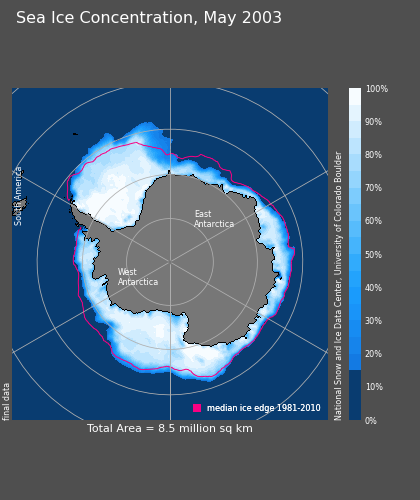 Sea Ice Concentration, May 2003
South America
East
Antarctica
West
Antarctica
final data
median ice edge 1981-2010
Total Area = 8.5 million sq km
National Snow and Ice Data Center, University of Colorado Boulder
100%
90%
80%
70%
60%
50%
40%
30%
20%
10%
0%